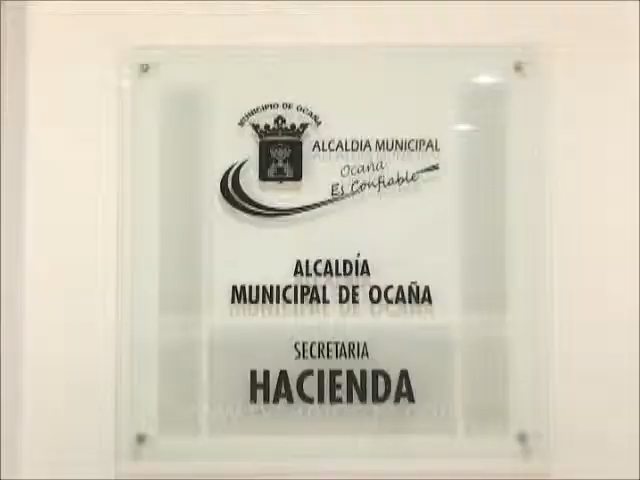 MUNICIPIO DE OCAÑA
ALCALDIA MUNICIPAL
Ocaña
Es Confiable
ALCALDÍA
MUNICIPAL DE OCAÑA
SECRETARIA
HACIENDA